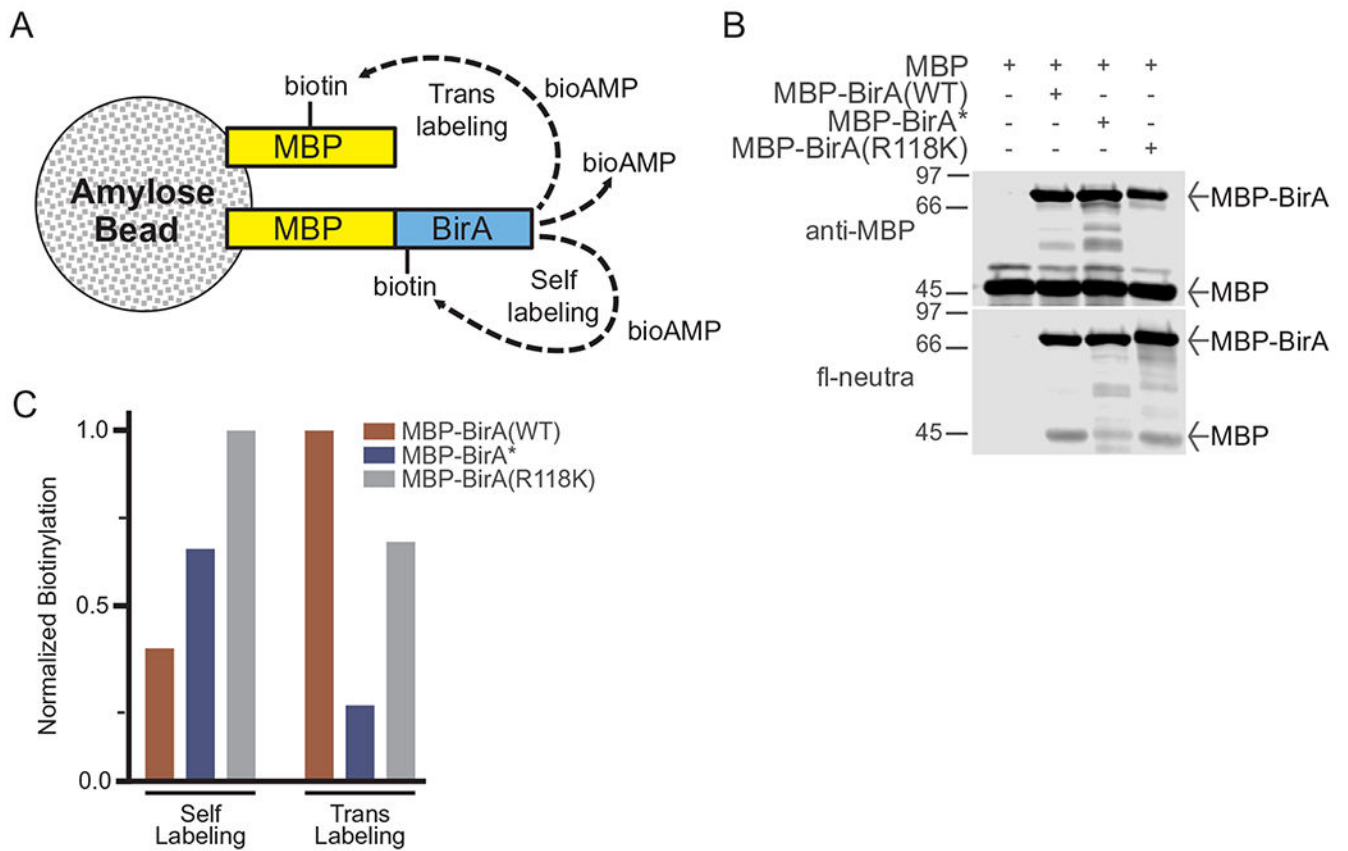 A
biotin
bioAMP
Trans
labeling
MBP
bioAMP
Amylose
Bead
MBP
BirA
biotin
Self
labeling
bioAMP
B
MBP + + + +
MBP-BirA(WT) - + - -
MBP-BirA* - - + -
MBP-BirA(R118K) - - - +
97
66
MBP-BirA
anti-MBP
45
MBP
97
66
MBP-BirA
fl-neutra
45
MBP
C
Normalized Biotinylation
1.0
0.5
0.0
MBP-BirA(WT)
MBP-BirA*
MBP-BirA(R118K)
Self
Labeling
Trans
Labeling